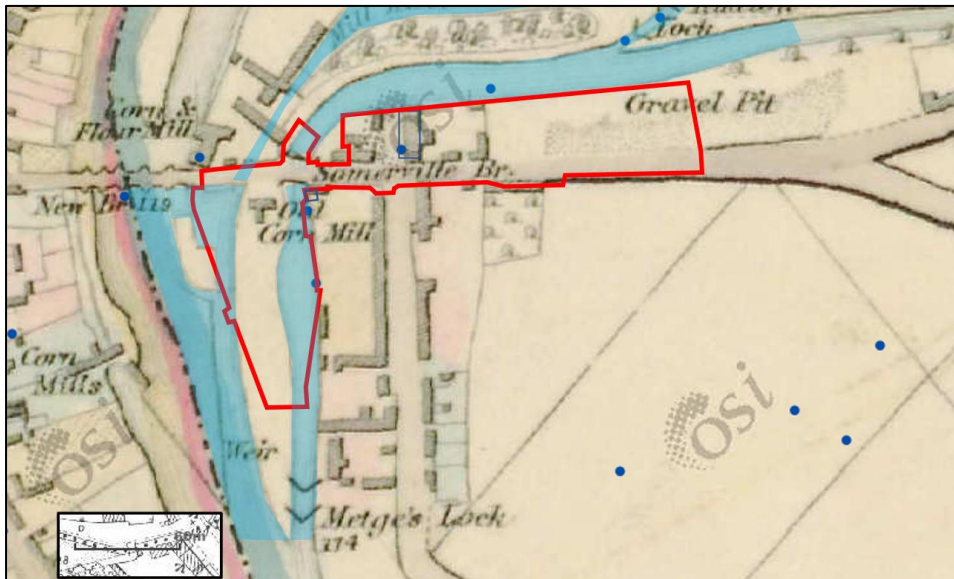 Mill
Lock
Corn &
Flour Mill
Gravel Pit
Osi
Somerville Br.
New Br. 119
Old
Corn Mill
Corn
Mills
Osi
Osi
Weir
Metge's Lock
174